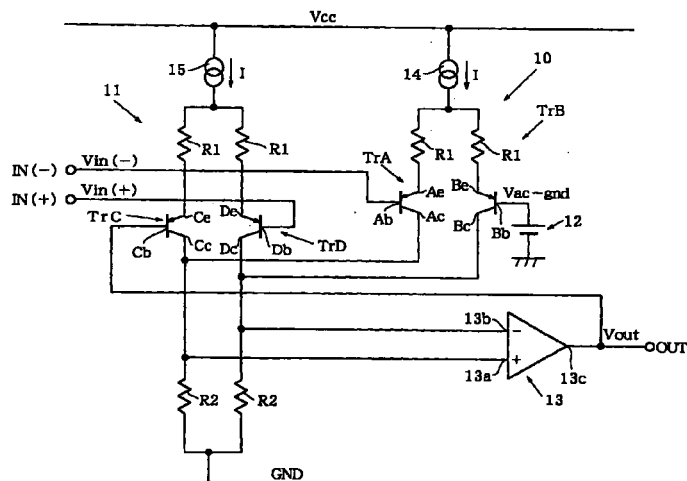 Vcc
15
I
14
I
10
11
TrB
R1
R1
R1
R1
IN(-)
Vin(-)
TrA
IN(+)
Vin(+)
Ae
Be
Vac-gnd
TrC
Ce
De
Ab
Ac
Bc
Bb
12
Cb
Cc
Dc
Db
TrD
13b
-
Vout
OUT
13a
+
13c
13
R2
R2
GND